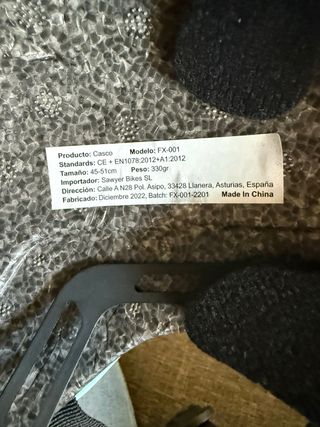 Producto: Casco Modelo: FX-001
Standards: CE + EN1078:2012+A1:2012
Tamaño: 45-51cm Peso: 330gr
Importador: Sawyer Bikes SL
Dirección: Calle A N28 Pol. Asipo, 33428 Llanera, Asturias, España
Fabricado: Diciembre 2022, Batch: FX-001-2201 Made In China